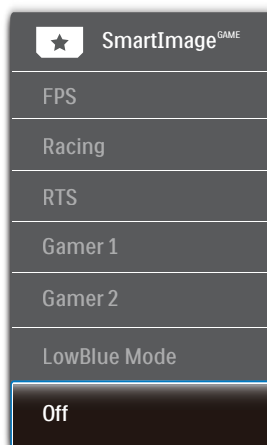 SmartImage GAME
FPS
Racing
RTS
Gamer 1
Gamer 2
LowBlue Mode
Off